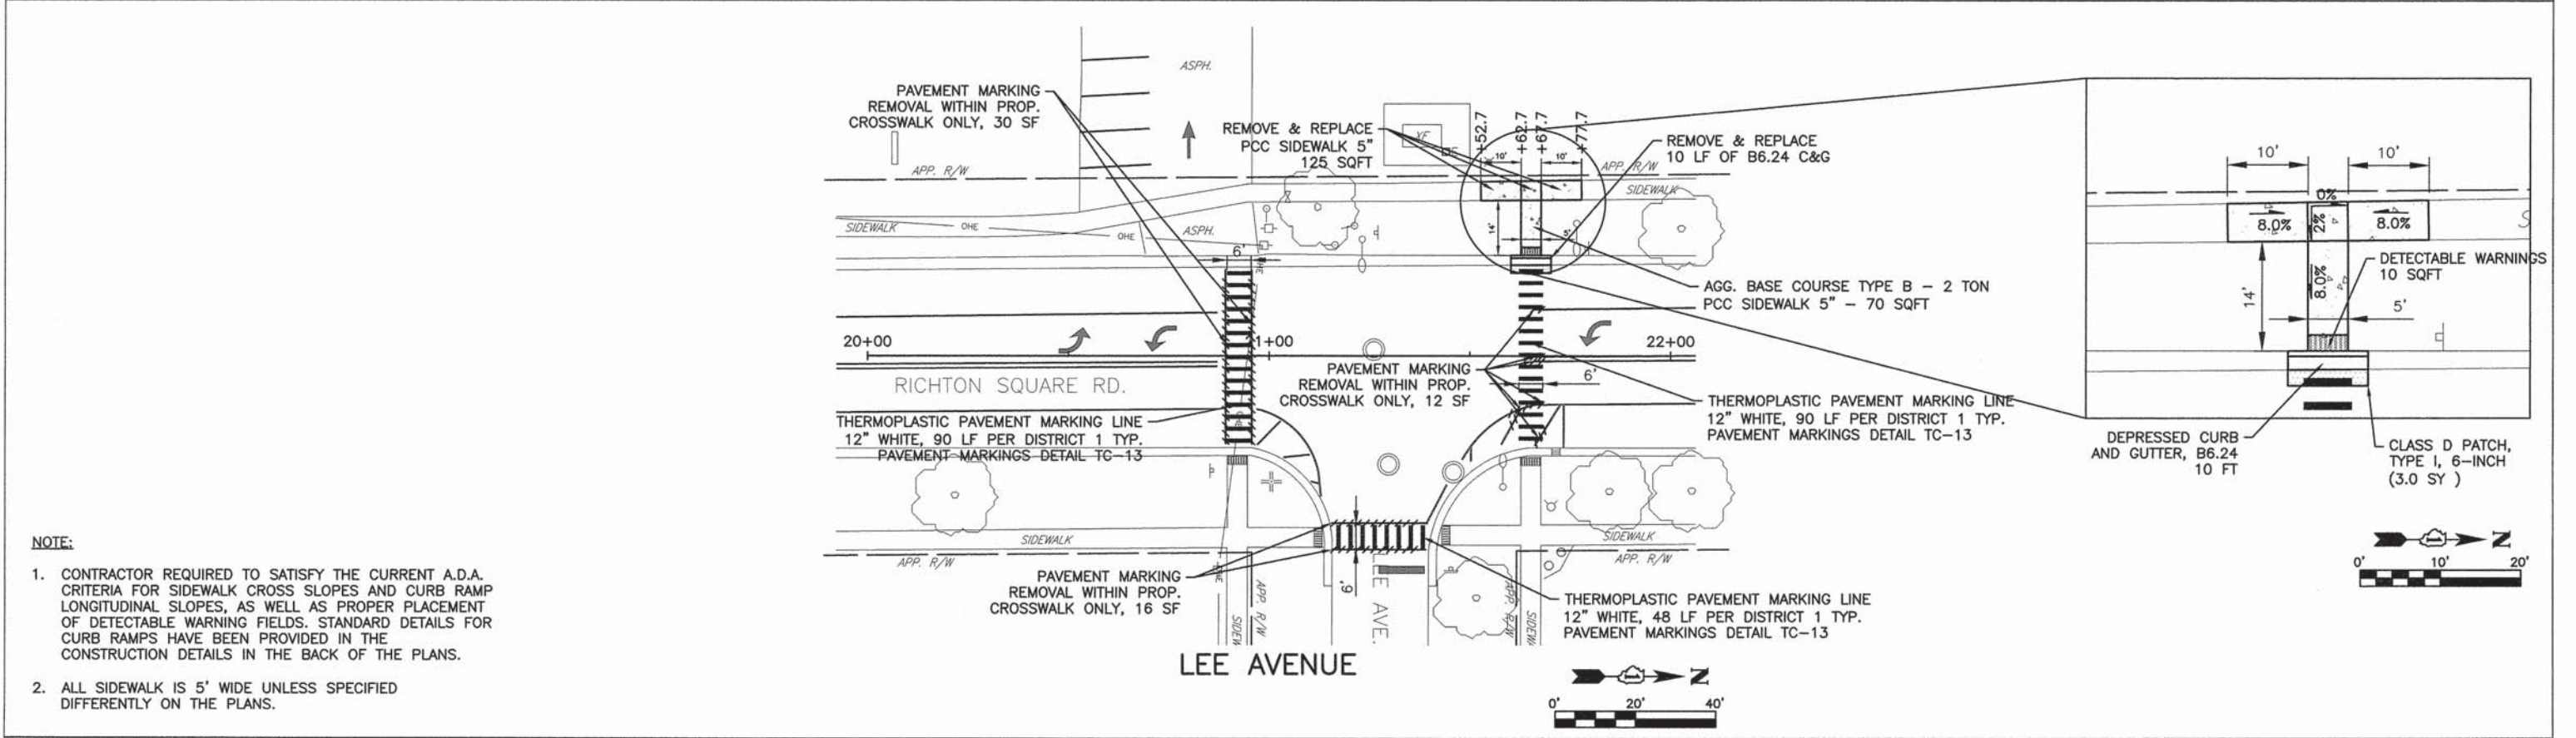 PAVEMENT MARKING
REMOVAL WITHIN PROP.
CROSSWALK ONLY, 30 SF
ASPH.
REMOVE & REPLACE
PCC SIDEWALK 5"
125 SQFT
+52.7
+62.7
+67.7
+77.7
10'
10'
REMOVE & REPLACE
10 LF OF B6.24 C&G
APP. R/W
APP. R/W
SIDEWALK
SIDEWALK
OHE
OHE
ASPH.
6'
14'
5'
AGG. BASE COURSE TYPE B - 2 TON
PCC SIDEWALK 5" - 70 SQFT
20+00
1+00
22+00
RICHTON SQUARE RD.
PAVEMENT MARKING
REMOVAL WITHIN PROP.
CROSSWALK ONLY, 12 SF
6'
THERMOPLASTIC PAVEMENT MARKING LINE
12" WHITE, 90 LF PER DISTRICT 1 TYP.
PAVEMENT MARKINGS DETAIL TC-13
THERMOPLASTIC PAVEMENT MARKING LINE
12" WHITE, 90 LF PER DISTRICT 1 TYP.
PAVEMENT MARKINGS DETAIL TC-13
SIDEWALK
APP. R/W
SIDEWALK
APP. R/W
PAVEMENT MARKING
REMOVAL WITHIN PROP.
CROSSWALK ONLY, 16 SF
6'
LEE AVE.
APP. R/W
APP. R/W
SIDEW
SIDEW
THERMOPLASTIC PAVEMENT MARKING LINE
12" WHITE, 48 LF PER DISTRICT 1 TYP.
PAVEMENT MARKINGS DETAIL TC-13
LEE AVENUE
N
0' 20' 40'
10'
10'
0%
8.0%
2%
8.0%
8.0%
14'
5'
S
DETECTABLE WARNINGS
10 SQFT
DEPRESSED CURB
AND GUTTER, B6.24
10 FT
CLASS D PATCH,
TYPE I, 6-INCH
(3.0 SY )
N
0' 10' 20'
NOTE:
1. CONTRACTOR REQUIRED TO SATISFY THE CURRENT A.D.A.
CRITERIA FOR SIDEWALK CROSS SLOPES AND CURB RAMP
LONGITUDINAL SLOPES, AS WELL AS PROPER PLACEMENT
OF DETECTABLE WARNING FIELDS. STANDARD DETAILS FOR
CURB RAMPS HAVE BEEN PROVIDED IN THE
CONSTRUCTION DETAILS IN THE BACK OF THE PLANS.
2. ALL SIDEWALK IS 5' WIDE UNLESS SPECIFIED
DIFFERENTLY ON THE PLANS.